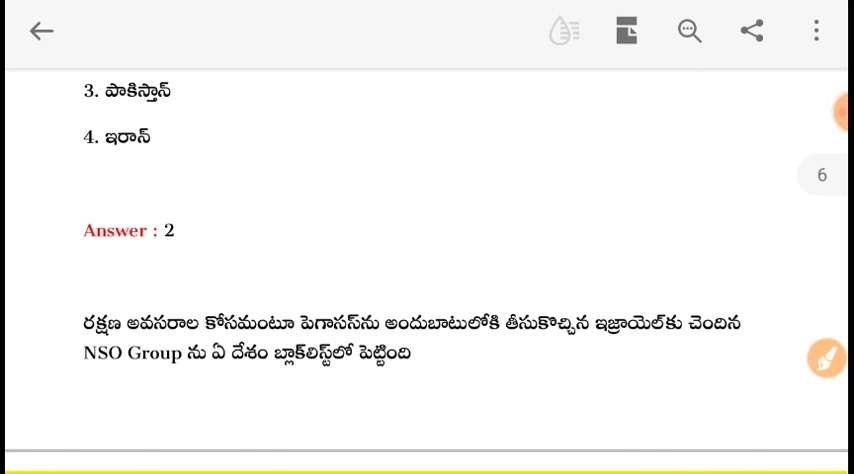 3. పాకిస్తాన్
6
4. ఇరాన్
Answer : 2
రక్షణ అవసరాల కోసమంటూ పెగాసస్‌ను అందుబాటులోకి తీసుకొచ్చిన ఇజ్రాయెల్‌కు చెందిన
NSO Group ను ఏ దేశం బ్లాక్‌లిస్ట్‌లో పెట్టింది